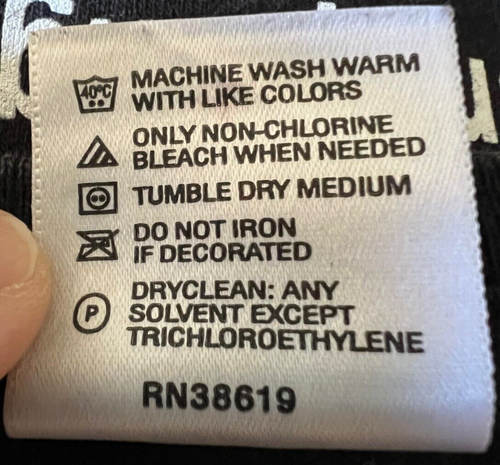 40ºC
MACHINE WASH WARM
WITH LIKE COLORS
ONLY NON-CHLORINE
BLEACH WHEN NEEDED
TUMBLE DRY MEDIUM
DO NOT IRON
IF DECORATED
P
DRYCLEAN: ANY
SOLVENT EXCEPT
TRICHLOROETHYLENE
RN38619